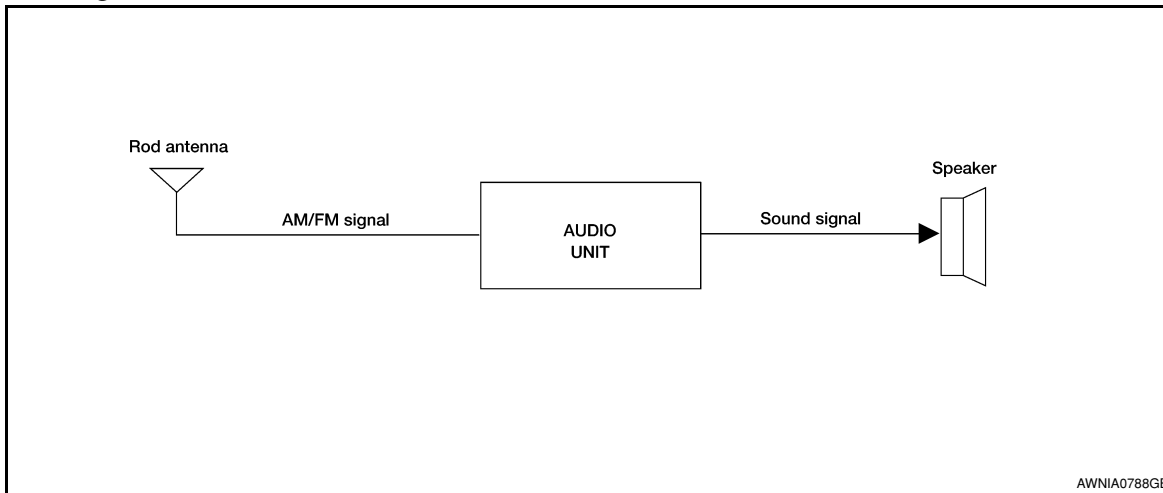 Rod antenna
Speaker
AM/FM signal
Sound signal
AUDIO
UNIT